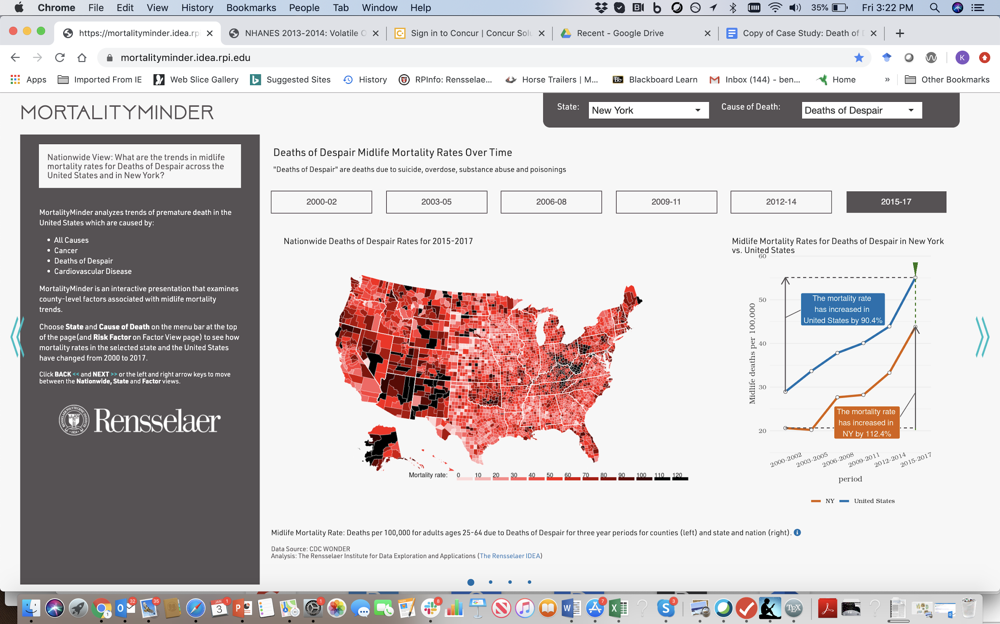 Chrome File Edit View History Bookmarks People Tab Window Help 35% Fri 3:22 PM
https://mortalityminder.idea.rp NHANES 2013-2014: Volatile Sign in to Concur | Concur Sol Recent - Google Drive Copy of Case Study: Death of
mortalityminder.idea.rpi.edu K
Apps Imported From IE Web Slice Gallery Suggested Sites History RPInfo: Rensselae... Horse Trailers | M... Bb Blackboard Learn Inbox (144) - ben... Home » Other Bookmarks
MORTALITYMINDER
State: New York Cause of Death: Deaths of Despair
Nationwide View: What are the trends in midlife
mortality rates for Deaths of Despair across the
United States and in New York?
MortalityMinder analyzes trends of premature death in the
United States which are caused by:
• All Causes
• Cancer
• Deaths of Despair
• Cardiovascular Disease
MortalityMinder is an interactive presentation that examines
county-level factors associated with midlife mortality
trends.
Choose State and Cause of Death on the menu bar at the top
of the page(and Risk Factor on Factor View page) to see how
mortality rates in the selected state and the United States
have changed from 2000 to 2017.
Click BACK << and NEXT >> or the left and right arrow keys to move
between the Nationwide, State and Factor views.
Rensselaer
Deaths of Despair Midlife Mortality Rates Over Time
"Deaths of Despair" are deaths due to suicide, overdose, substance abuse and poisonings
2000-02 2003-05 2006-08 2009-11 2012-14 2015-17
Nationwide Deaths of Despair Rates for 2015-2017
Mortality rate: 0 10 20 30 40 50 60 70 80 90 100 110 120
Midlife Mortality Rates for Deaths of Despair in New York
vs. United States
60
50
40
30
20
Midlife deaths per 100,000
The mortality rate
has increased in
United States by 90.4%
The mortality rate
has increased in
NY by 112.4%
2000-2002 2003-2005 2006-2008 2009-2011 2012-2014 2015-2017
period
NY United States
Midlife Mortality Rate: Deaths per 100,000 for adults ages 25-64 due to Deaths of Despair for three year periods for counties (left) and state and nation (right).
Data Source: CDC WONDER
Analysis: The Rensselaer Institute for Data Exploration and Applications (The Rensselaer IDEA)
1 32 35 JAN 3 1 1 8 7 3